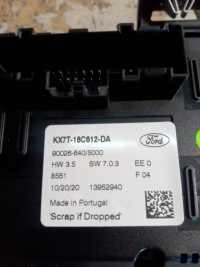 KX7T-18C612-DA
Ford
90026-640/5000
HW 3.5 SW 7.0.3 EE 0
8551 F 04
10/20/20 13952940
Made in Portugal
'Scrap if Dropped'